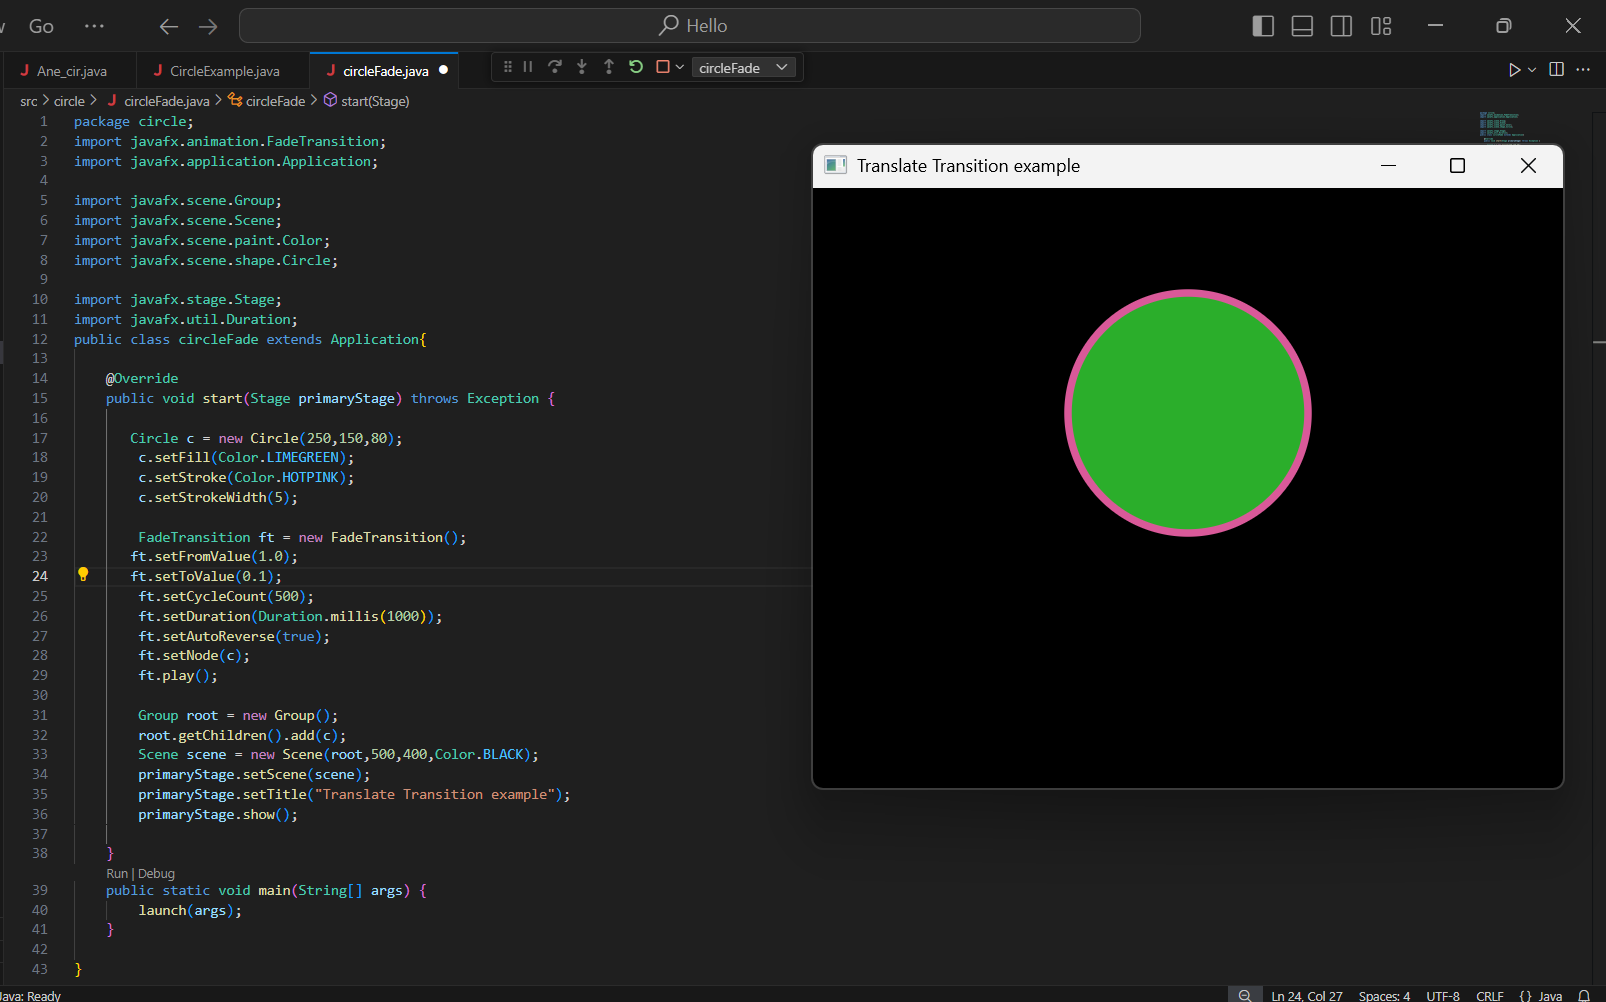 Go ··· Hello
Ane_cir.java CircleExample.java circleFade.java circleFade
src > circle > circleFade.java > circleFade > start(Stage)
1 package circle;
2 import javafx.animation.FadeTransition;
3 import javafx.application.Application;
4
5 import javafx.scene.Group;
6 import javafx.scene.Scene;
7 import javafx.scene.paint.Color;
8 import javafx.scene.shape.Circle;
9
10 import javafx.stage.Stage;
11 import javafx.util.Duration;
12 public class circleFade extends Application{
13
14 @Override
15 public void start(Stage primaryStage) throws Exception {
16
17 Circle c = new Circle(250,150,80);
18 c.setFill(Color.LIMEGREEN);
19 c.setStroke(Color.HOTPINK);
20 c.setStrokeWidth(5);
21
22 FadeTransition ft = new FadeTransition();
23 ft.setFromValue(1.0);
24 ft.setToValue(0.1);
25 ft.setCycleCount(500);
26 ft.setDuration(Duration.millis(1000));
27 ft.setAutoReverse(true);
28 ft.setNode(c);
29 ft.play();
30
31 Group root = new Group();
32 root.getChildren().add(c);
33 Scene scene = new Scene(root,500,400,Color.BLACK);
34 primaryStage.setScene(scene);
35 primaryStage.setTitle("Translate Transition example");
36 primaryStage.show();
37
38 }
Run | Debug
39 public static void main(String[] args) {
40 launch(args);
41 }
42
43 }
Translate Transition example
Java: Ready Ln 24, Col 27 Spaces: 4 UTF-8 CRLF {} Java